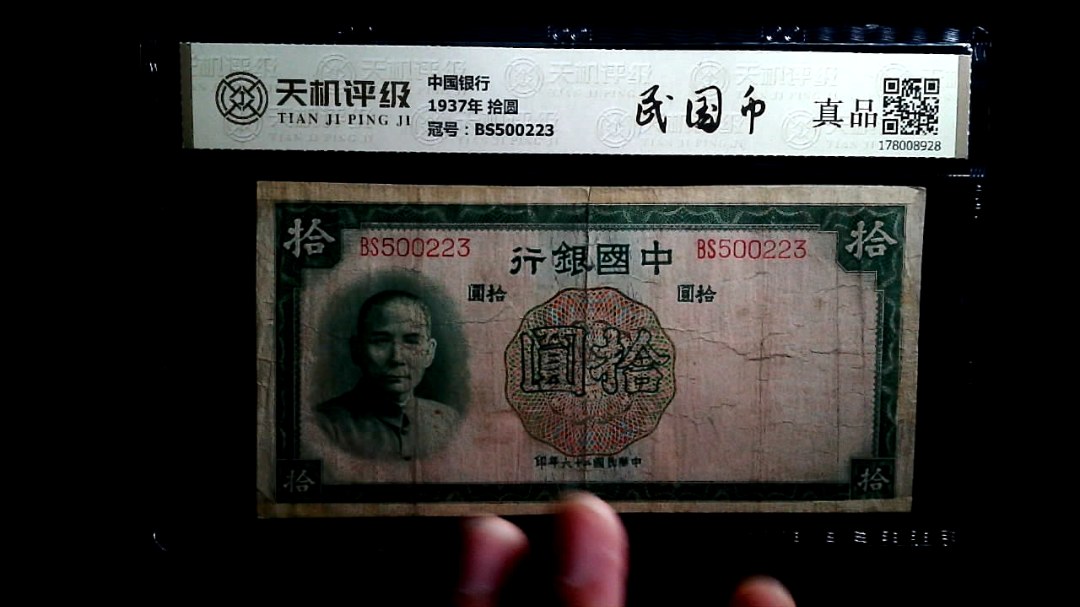 天机评级
TIAN JI PING JI
中国银行
1937年 拾圆
冠号：BS500223
民国币
真品
178008928
拾
BS500223
行銀國中
BS500223
拾
圓拾
圓拾
圓拾
印年六十二國民華中
拾
拾